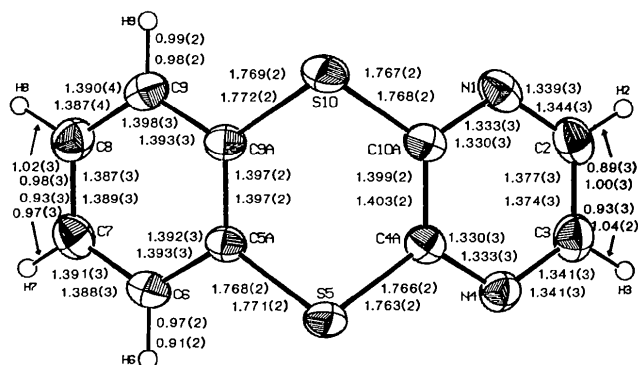 H9
0.99(2)
0.98(2)
1.769(2)
1.772(2)
S10
1.767(2)
1.768(2)
N1
1.339(3)
1.344(3)
H2
H8
1.390(4)
1.387(4)
C9
1.398(3)
1.393(3)
C9A
C10A
1.333(3)
1.330(3)
C2
C8
1.02(3)
0.98(3)
0.93(3)
0.97(3)
1.387(3)
1.389(3)
1.397(2)
1.397(2)
1.399(2)
1.403(2)
1.377(3)
1.374(3)
0.89(3)
1.00(3)
0.93(3)
1.04(2)
C7
1.392(3)
1.393(3)
C5A
C4A
1.330(3)
1.333(3)
C3
H7
1.391(3)
1.388(3)
C6
1.768(2)
1.771(2)
S5
1.766(2)
1.763(2)
N4
1.341(3)
1.341(3)
H3
0.97(2)
0.91(2)
H6